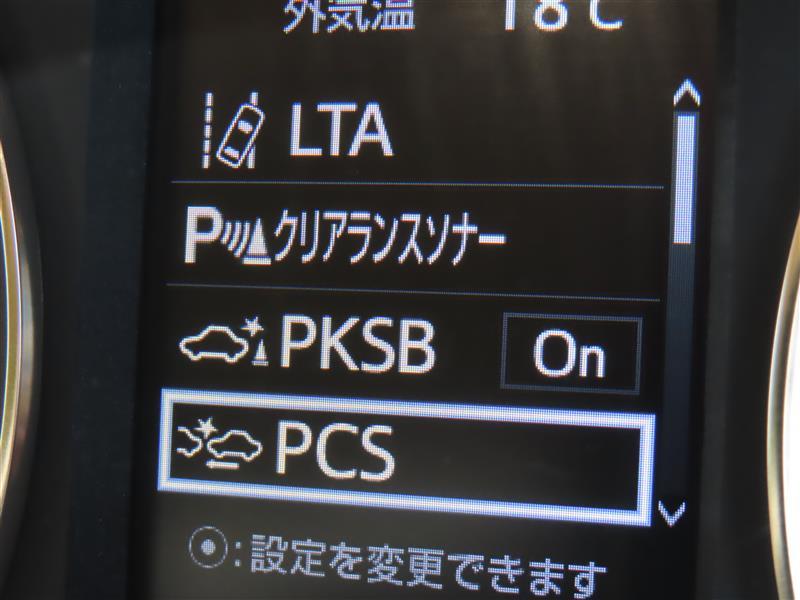 外気温 18℃
LTA
Pクリアランスソナー
PKSB On
PCS
:設定を変更できます